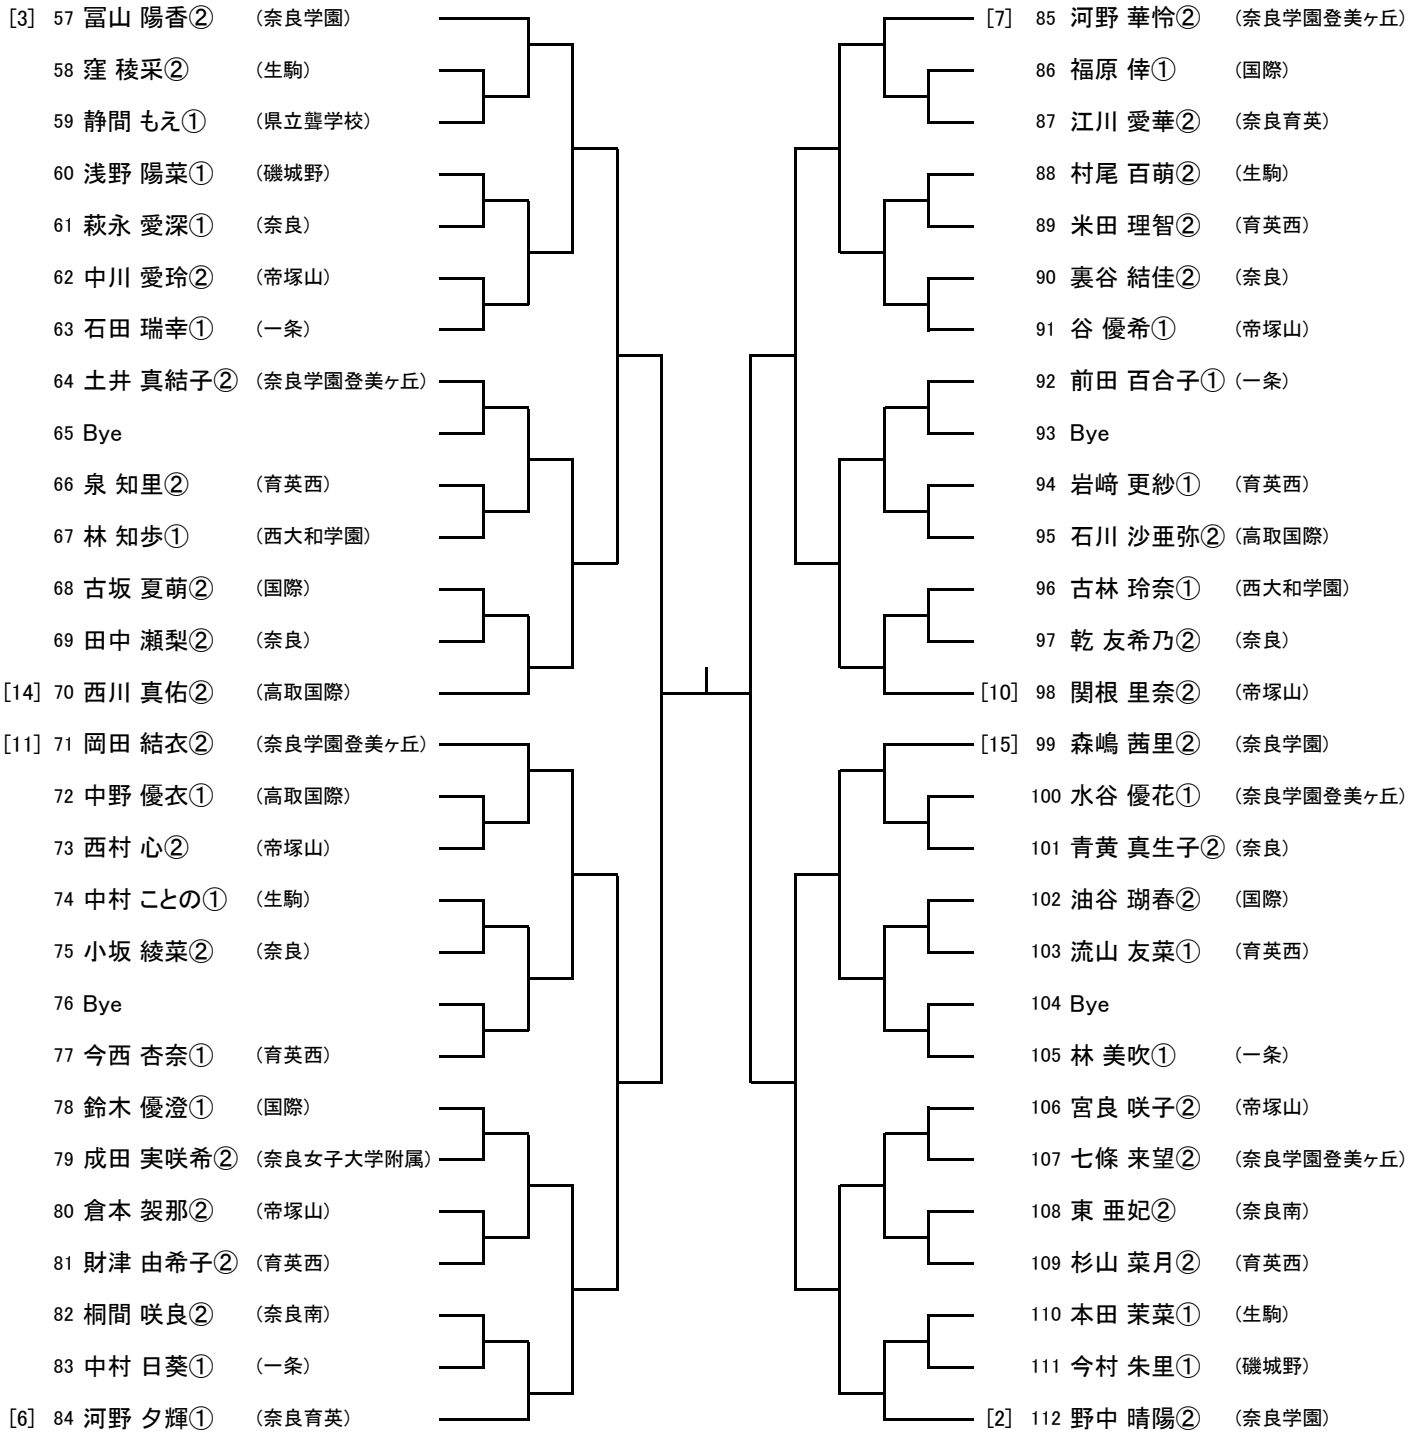 [3] 57 冨山 陽香② (奈良学園)
58 窪 稜采② (生駒)
59 静間 もえ① (県立聾学校)
60 浅野 陽菜① (磯城野)
61 萩永 愛深① (奈良)
62 中川 愛玲② (帝塚山)
63 石田 瑞幸① (一条)
64 土井 真結子② (奈良学園登美ヶ丘)
65 Bye
66 泉 知里② (育英西)
67 林 知歩① (西大和学園)
68 古坂 夏萌② (国際)
69 田中 瀬梨② (奈良)
[14] 70 西川 真佑② (高取国際)
[11] 71 岡田 結衣② (奈良学園登美ヶ丘)
72 中野 優衣① (高取国際)
73 西村 心② (帝塚山)
74 中村 ことの① (生駒)
75 小坂 綾菜② (奈良)
76 Bye
77 今西 杏奈① (育英西)
78 鈴木 優澄① (国際)
79 成田 実咲希② (奈良女子大学附属)
80 倉本 袈那② (帝塚山)
81 財津 由希子② (育英西)
82 桐間 咲良② (奈良南)
83 中村 日葵① (一条)
[6] 84 河野 夕輝① (奈良育英)
[7] 85 河野 華怜② (奈良学園登美ヶ丘)
86 福原 倖① (国際)
87 江川 愛華② (奈良育英)
88 村尾 百萌② (生駒)
89 米田 理智② (育英西)
90 裏谷 結佳② (奈良)
91 谷 優希① (帝塚山)
92 前田 百合子① (一条)
93 Bye
94 岩﨑 更紗① (育英西)
95 石川 沙亜弥② (高取国際)
96 古林 玲奈① (西大和学園)
97 乾 友希乃② (奈良)
[10] 98 関根 里奈② (帝塚山)
[15] 99 森嶋 茜里② (奈良学園)
100 水谷 優花① (奈良学園登美ヶ丘)
101 青黄 真生子② (奈良)
102 油谷 瑚春② (国際)
103 流山 友菜① (育英西)
104 Bye
105 林 美吹① (一条)
106 宮良 咲子② (帝塚山)
107 七條 来望② (奈良学園登美ヶ丘)
108 東 亜妃② (奈良南)
109 杉山 菜月② (育英西)
110 本田 茉菜① (生駒)
111 今村 朱里① (磯城野)
[2] 112 野中 晴陽② (奈良学園)